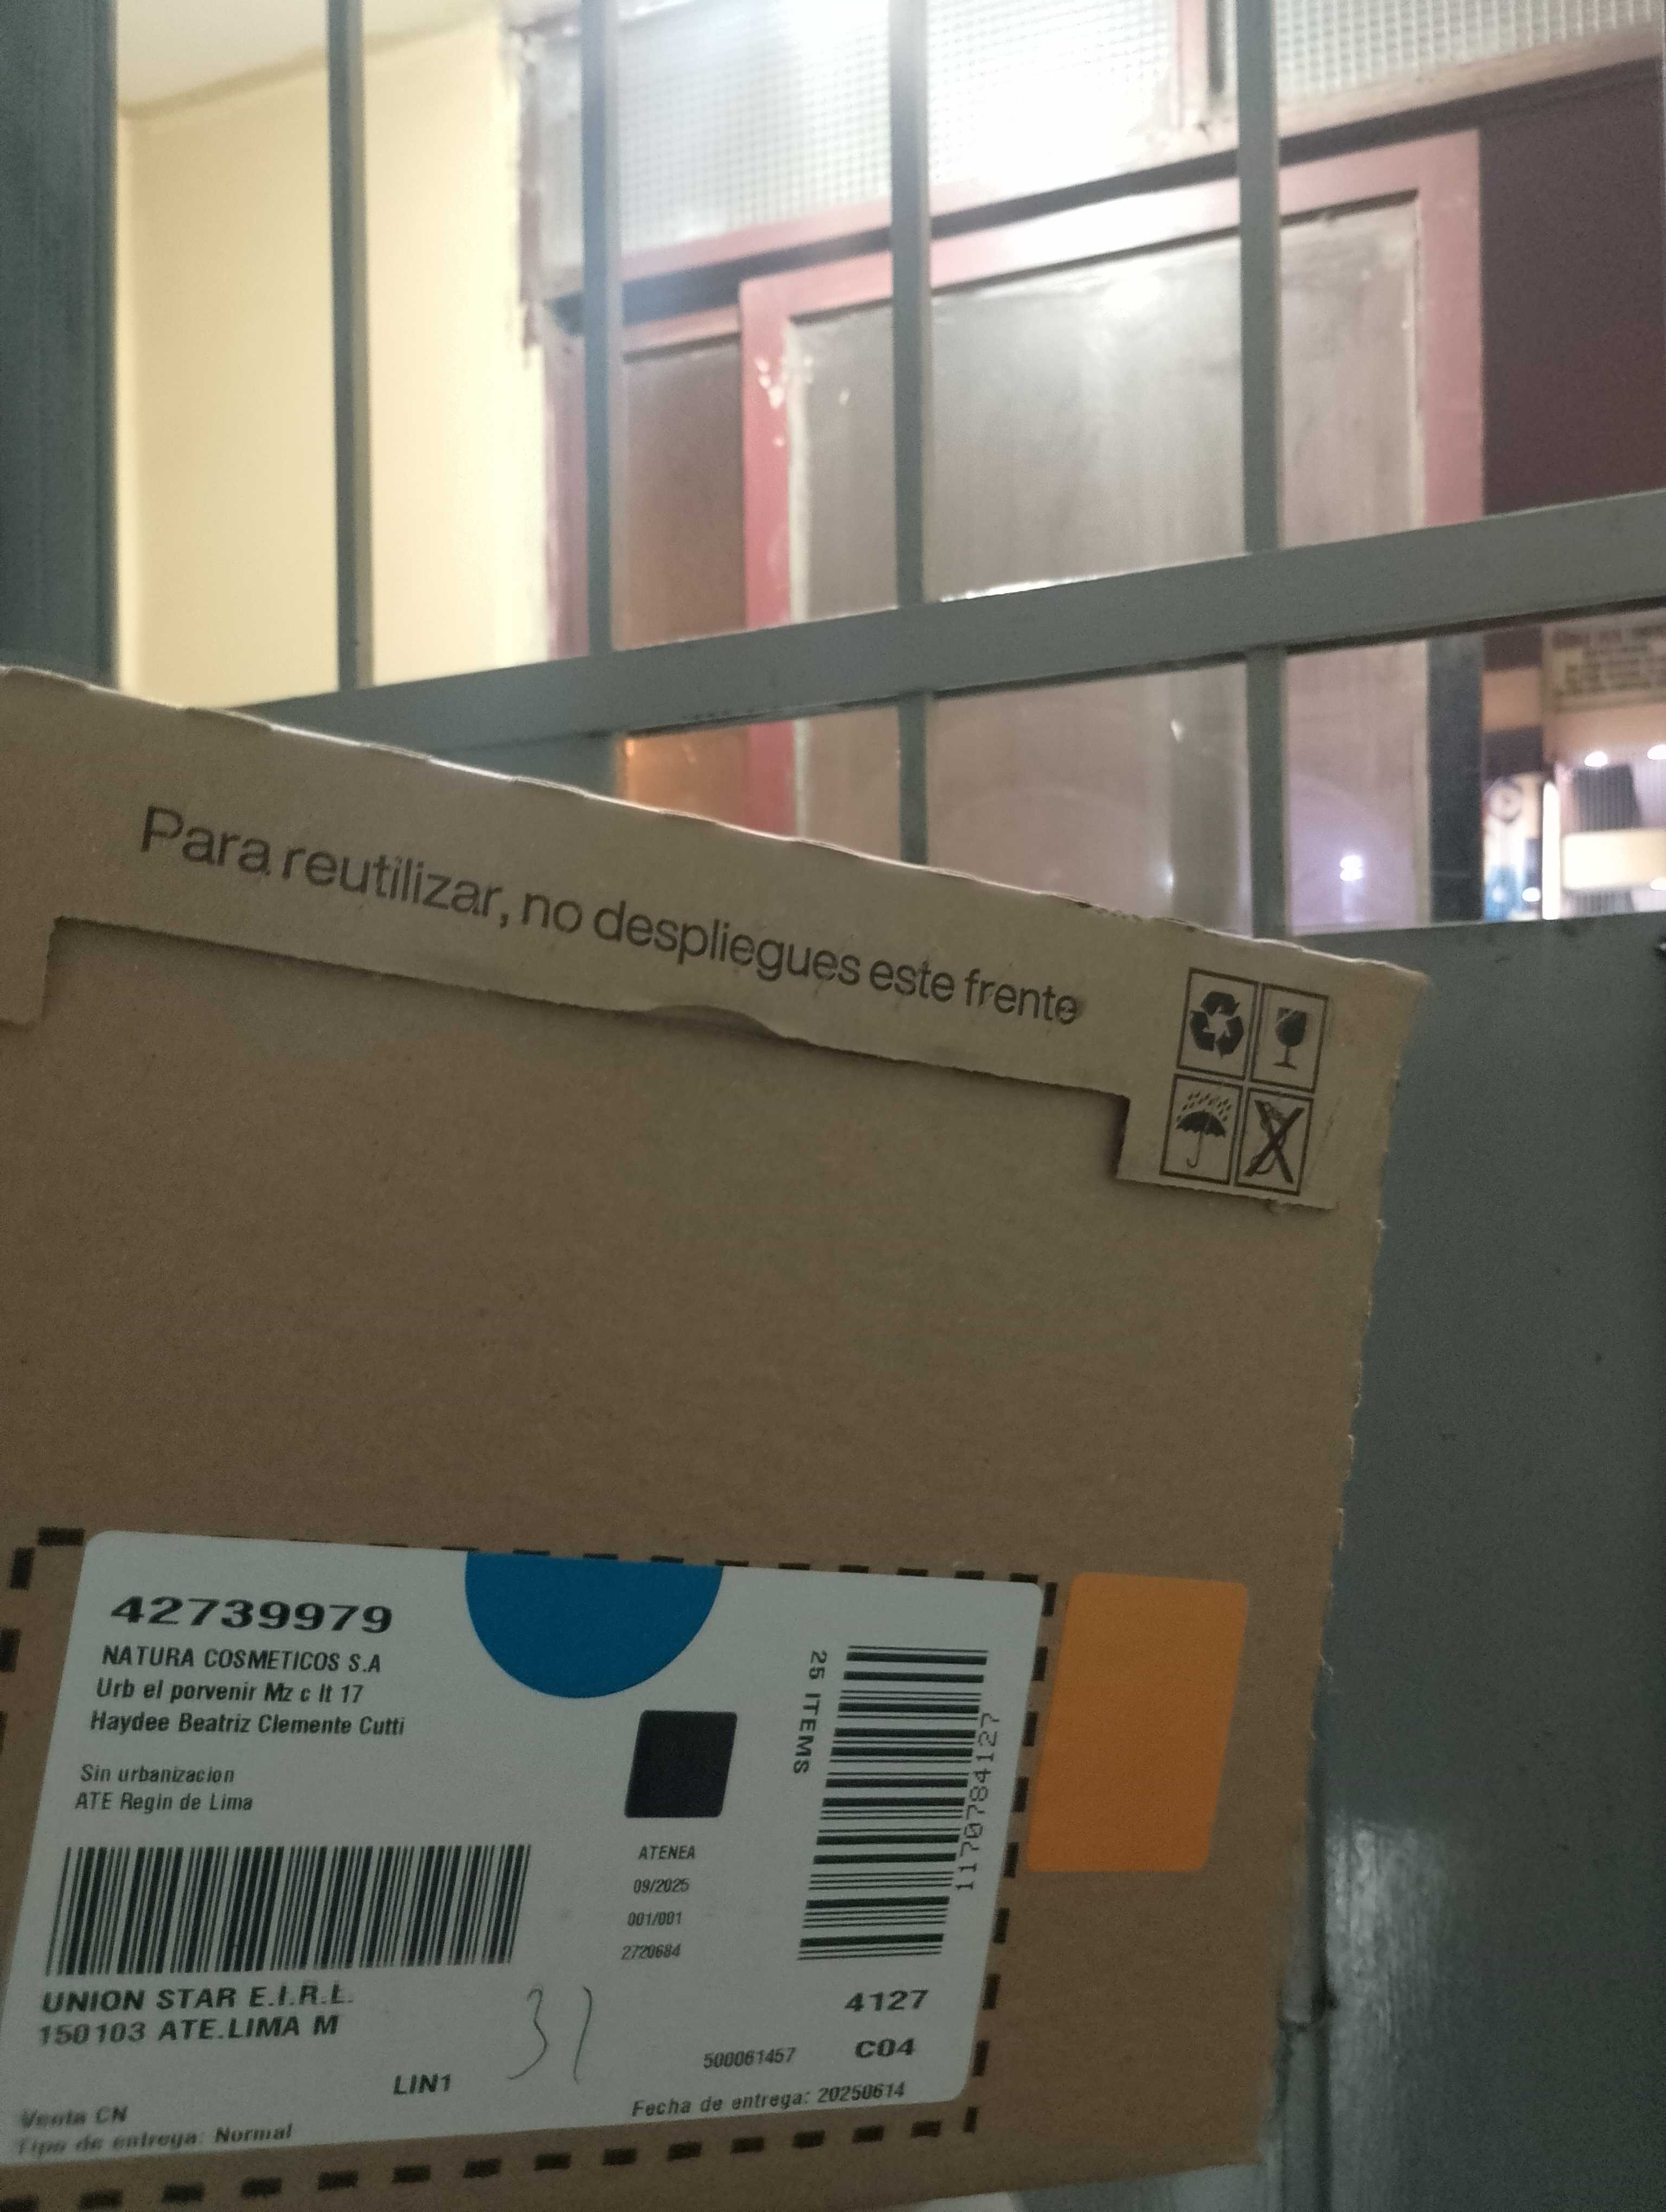 Para reutilizar, no despliegues este frente
42739979
NATURA COSMETICOS S.A
Urb el porvenir Mz c lt 17
Haydee Beatriz Clemente Cutti
Sin urbanizacion
ATE Regin de Lima
25 ITEMS
1170784127
ATENEA
09/2025
001/001
2720684
UNION STAR E.I.R.L.
150103 ATE.LIMA M
31
4127
C04
500061457
LIN1
Fecha de entrega: 20250614
Venta CN
Tipo de entrega: Normal